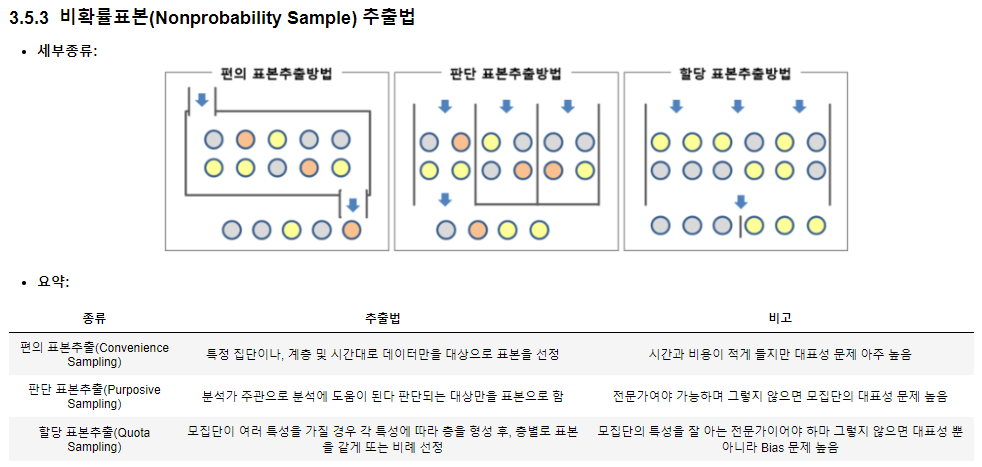 3.5.3 비확률표본(Nonprobability Sample) 추출법
• 세부종류:
편의 표본추출방법
판단 표본추출방법
할당 표본추출방법
• 요약:
종류 추출법 비고
편의 표본추출(Convenience
Sampling)
특정 집단이나, 계층 및 시간대로 데이터만을 대상으로 표본을 선정
시간과 비용이 적게 들지만 대표성 문제 아주 높음
판단 표본추출(Purposive
Sampling)
분석가 주관으로 분석에 도움이 된다 판단되는 대상만을 표본으로 함
전문가여야 가능하며 그렇지 않으면 모집단의 대표성 문제 높음
할당 표본추출(Quota
Sampling)
모집단이 여러 특성을 가질 경우 각 특성에 따라 층을 형성 후, 층별로 표본
을 같게 또는 비례 선정
모집단의 특성을 잘 아는 전문가이어야 하마 그렇지 않으면 대표성 뿐
아니라 Bias 문제 높음